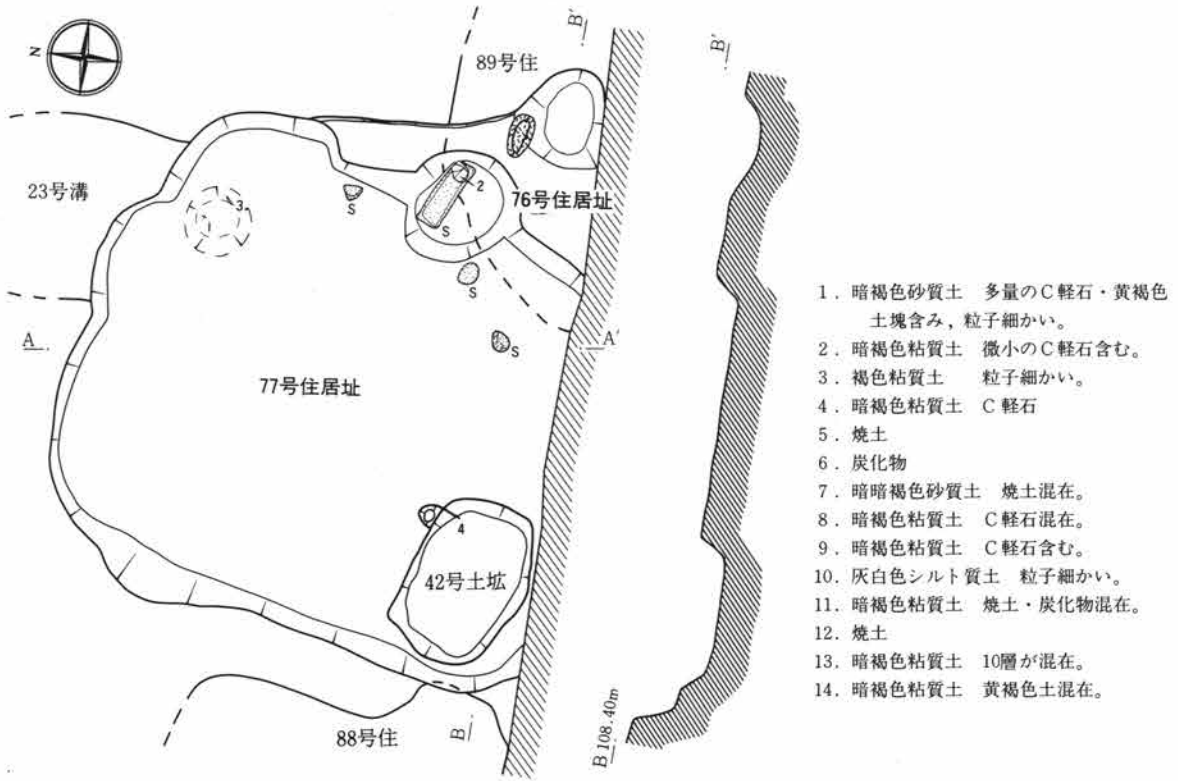 N
89号住
B'
B'
23号溝
3
S
2
S
76号住居址
S
A
S
A'
77号住居址
4
42号土拡
88号住
B
B 108.40m
1. 暗褐色砂質土 多量のC軽石・黄褐色
土塊含み，粒子細かい。
2. 暗褐色粘質土 微小のC軽石含む。
3. 褐色粘質土 粒子細かい。
4. 暗褐色粘質土 C軽石
5. 焼土
6. 炭化物
7. 暗暗褐色砂質土 焼土混在。
8. 暗褐色粘質土 C軽石混在。
9. 暗褐色粘質土 C軽石含む。
10. 灰白色シルト質土 粒子細かい。
11. 暗褐色粘質土 焼土・炭化物混在。
12. 焼土
13. 暗褐色粘質土 10層が混在。
14. 暗褐色粘質土 黄褐色土混在。